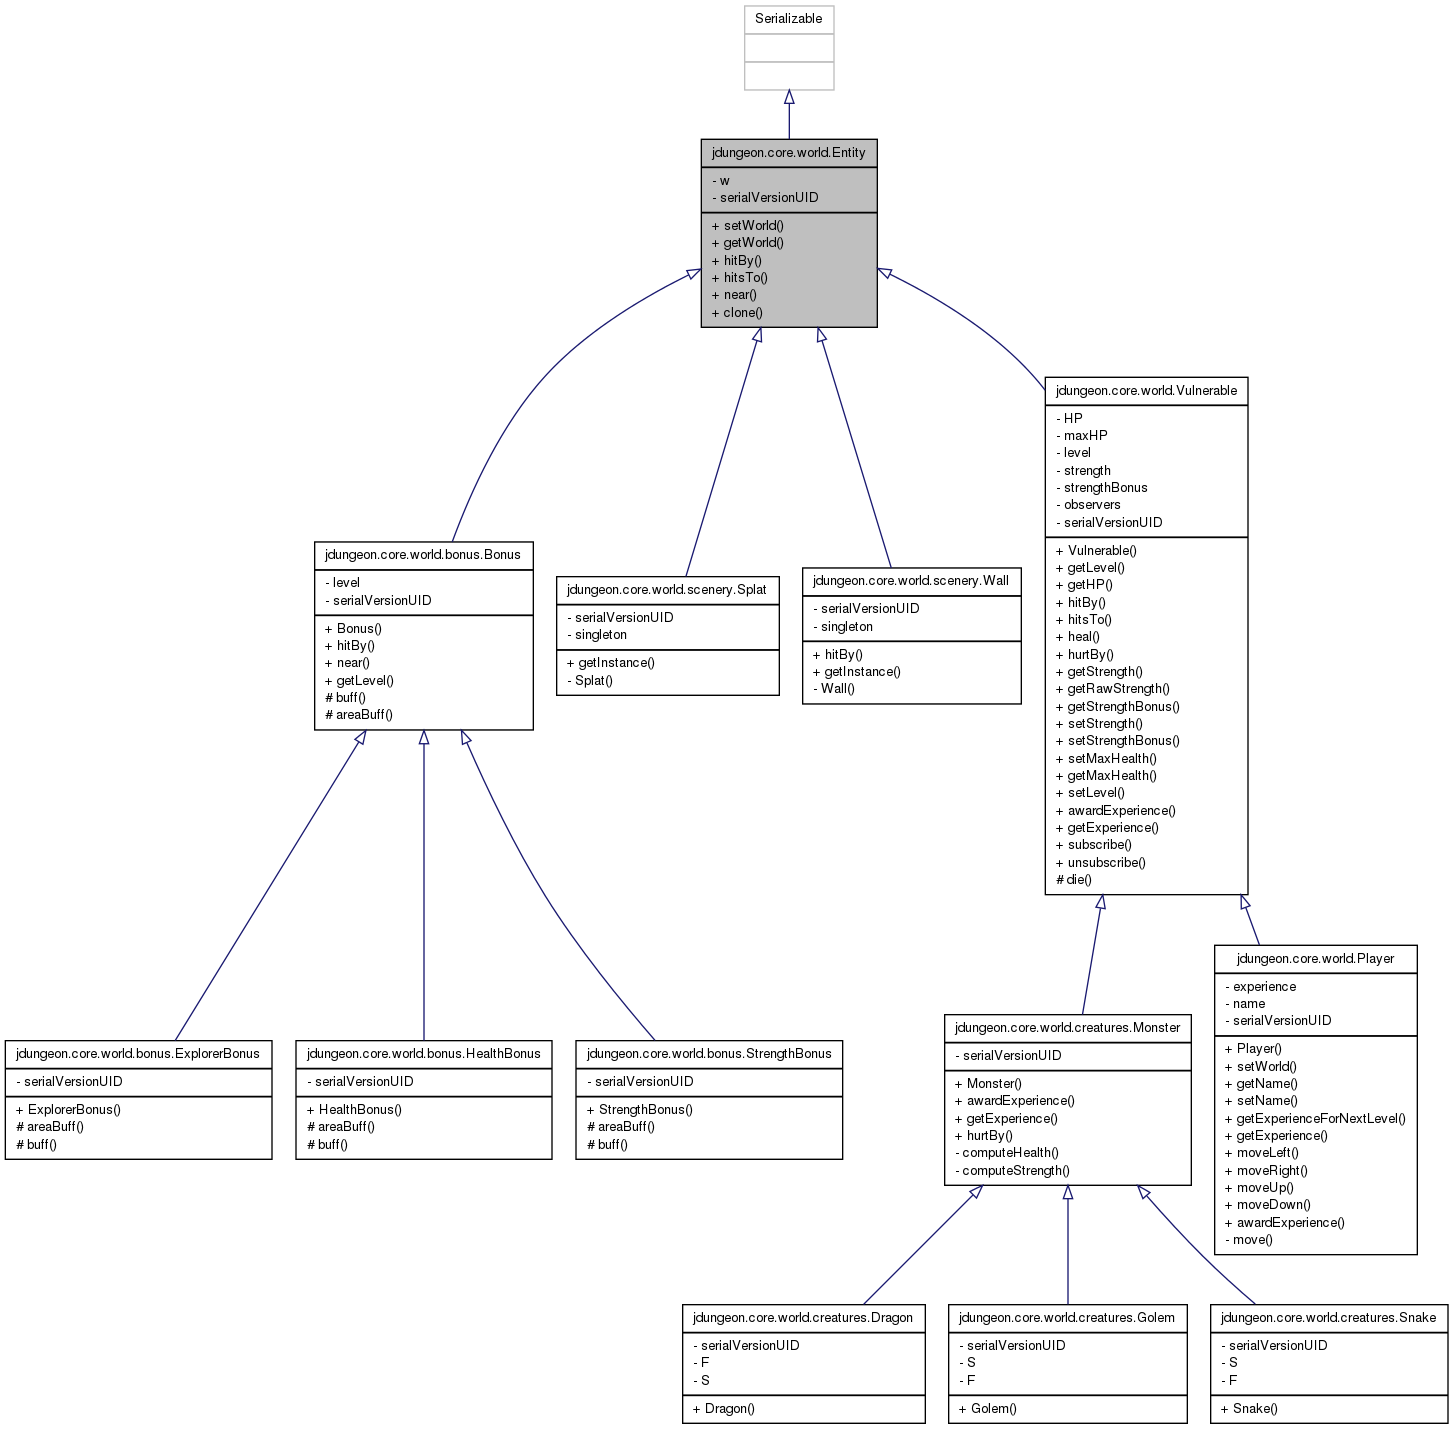 Serializable
jdungeon.core.world.Entity
- w
- serialVersionUID
+ setWorld()
+ getWorld()
+ hitBy()
+ hitsTo()
+ near()
+ clone()
jdungeon.core.world.Vulnerable
- HP
- maxHP
- level
- strength
- strengthBonus
- observers
- serialVersionUID
+ Vulnerable()
+ getLevel()
+ getHP()
+ hitBy()
+ hitsTo()
+ heal()
+ hurtBy()
+ getStrength()
+ getRawStrength()
+ getStrengthBonus()
+ setStrength()
+ setStrengthBonus()
+ setMaxHealth()
+ getMaxHealth()
+ setLevel()
+ awardExperience()
+ getExperience()
+ subscribe()
+ unsubscribe()
# die()
jdungeon.core.world.bonus.Bonus
- level
- serialVersionUID
+ Bonus()
+ hitBy()
+ near()
+ getLevel()
# buff()
# areaBuff()
jdungeon.core.world.scenery.Splat
- serialVersionUID
- singleton
+ getInstance()
- Splat()
jdungeon.core.world.scenery.Wall
- serialVersionUID
- singleton
+ hitBy()
+ getInstance()
- Wall()
jdungeon.core.world.Player
- experience
- name
- serialVersionUID
+ Player()
+ setWorld()
+ getName()
+ setName()
+ getExperienceForNextLevel()
+ getExperience()
+ moveLeft()
+ moveRight()
+ moveUp()
+ moveDown()
+ awardExperience()
- move()
jdungeon.core.world.creatures.Monster
- serialVersionUID
+ Monster()
+ awardExperience()
+ getExperience()
+ hurtBy()
- computeHealth()
- computeStrength()
jdungeon.core.world.bonus.ExplorerBonus
- serialVersionUID
+ ExplorerBonus()
# areaBuff()
# buff()
jdungeon.core.world.bonus.HealthBonus
- serialVersionUID
+ HealthBonus()
# areaBuff()
# buff()
jdungeon.core.world.bonus.StrengthBonus
- serialVersionUID
+ StrengthBonus()
# areaBuff()
# buff()
jdungeon.core.world.creatures.Dragon
- serialVersionUID
- F
- S
+ Dragon()
jdungeon.core.world.creatures.Golem
- serialVersionUID
- S
- F
+ Golem()
jdungeon.core.world.creatures.Snake
- serialVersionUID
- S
- F
+ Snake()